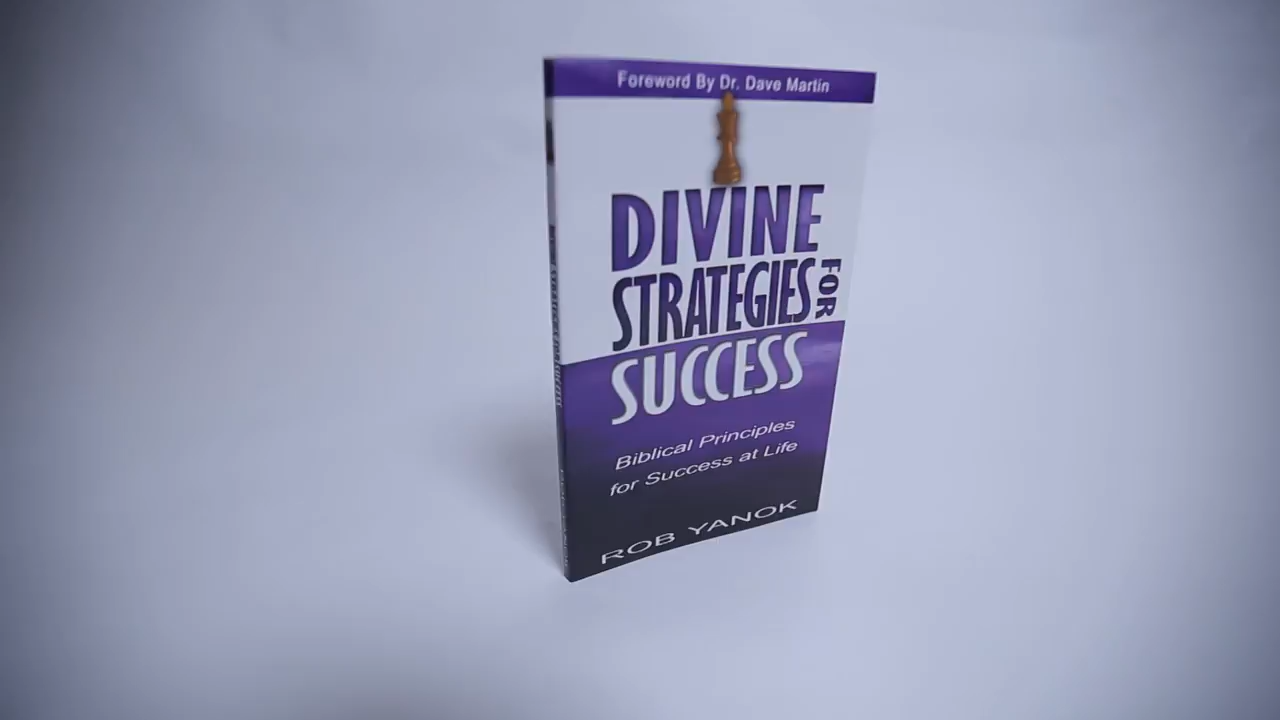 Foreword By Dr. Dave Martin
DIVINE
STRATEGIES
FOR
SUCCESS
Biblical Principles
for Success at Life
ROB YANOK